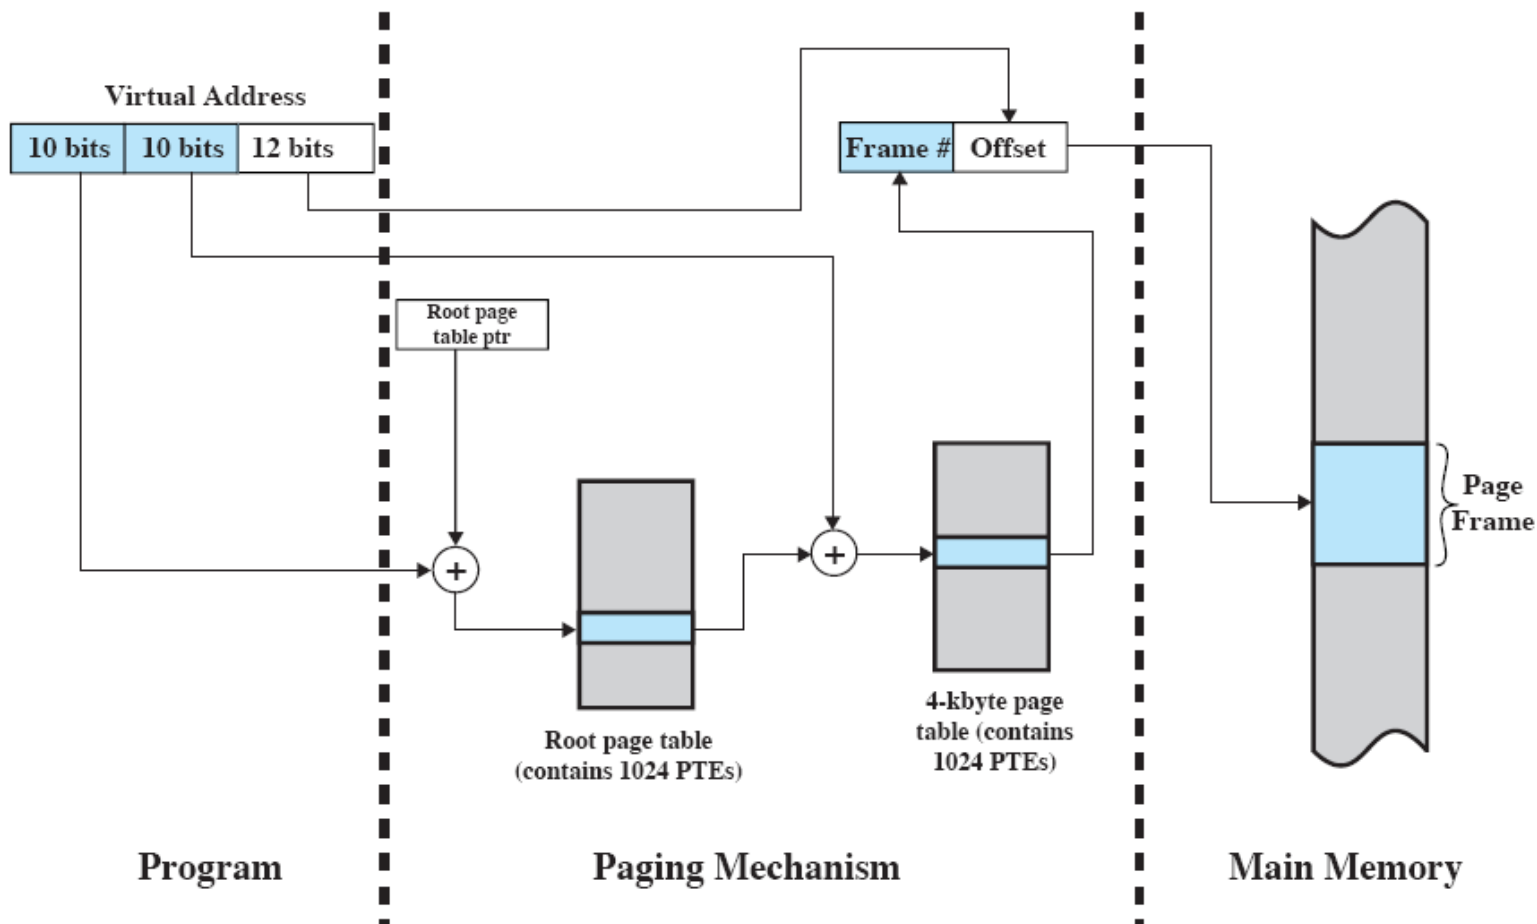 Virtual Address
10 bits 10 bits 12 bits
Frame # Offset
Root page
table ptr
+
+
Page
Frame
Root page table
(contains 1024 PTEs)
4-kbyte page
table (contains
1024 PTEs)
Program
Paging Mechanism
Main Memory